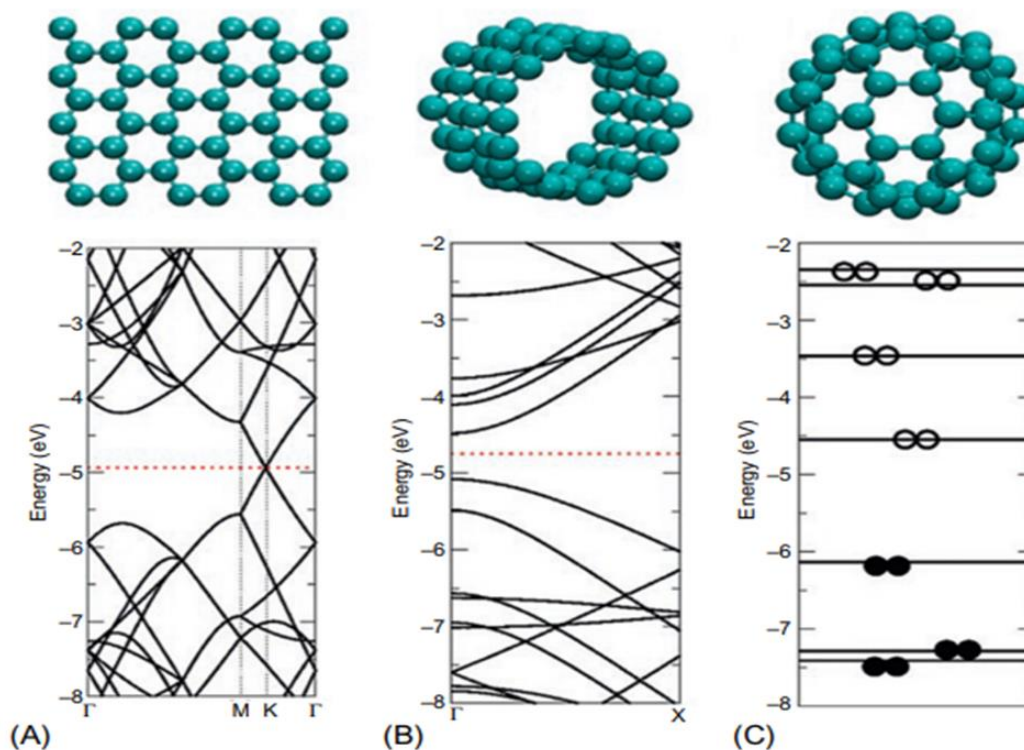 –2
–3
–4
–5
–6
–7
–8
Energy (eV)
Γ
M
K
Γ
(A)
–2
–3
–4
–5
–6
–7
–8
Energy (eV)
Γ
X
(B)
–2
–3
–4
–5
–6
–7
–8
Energy (eV)
(C)